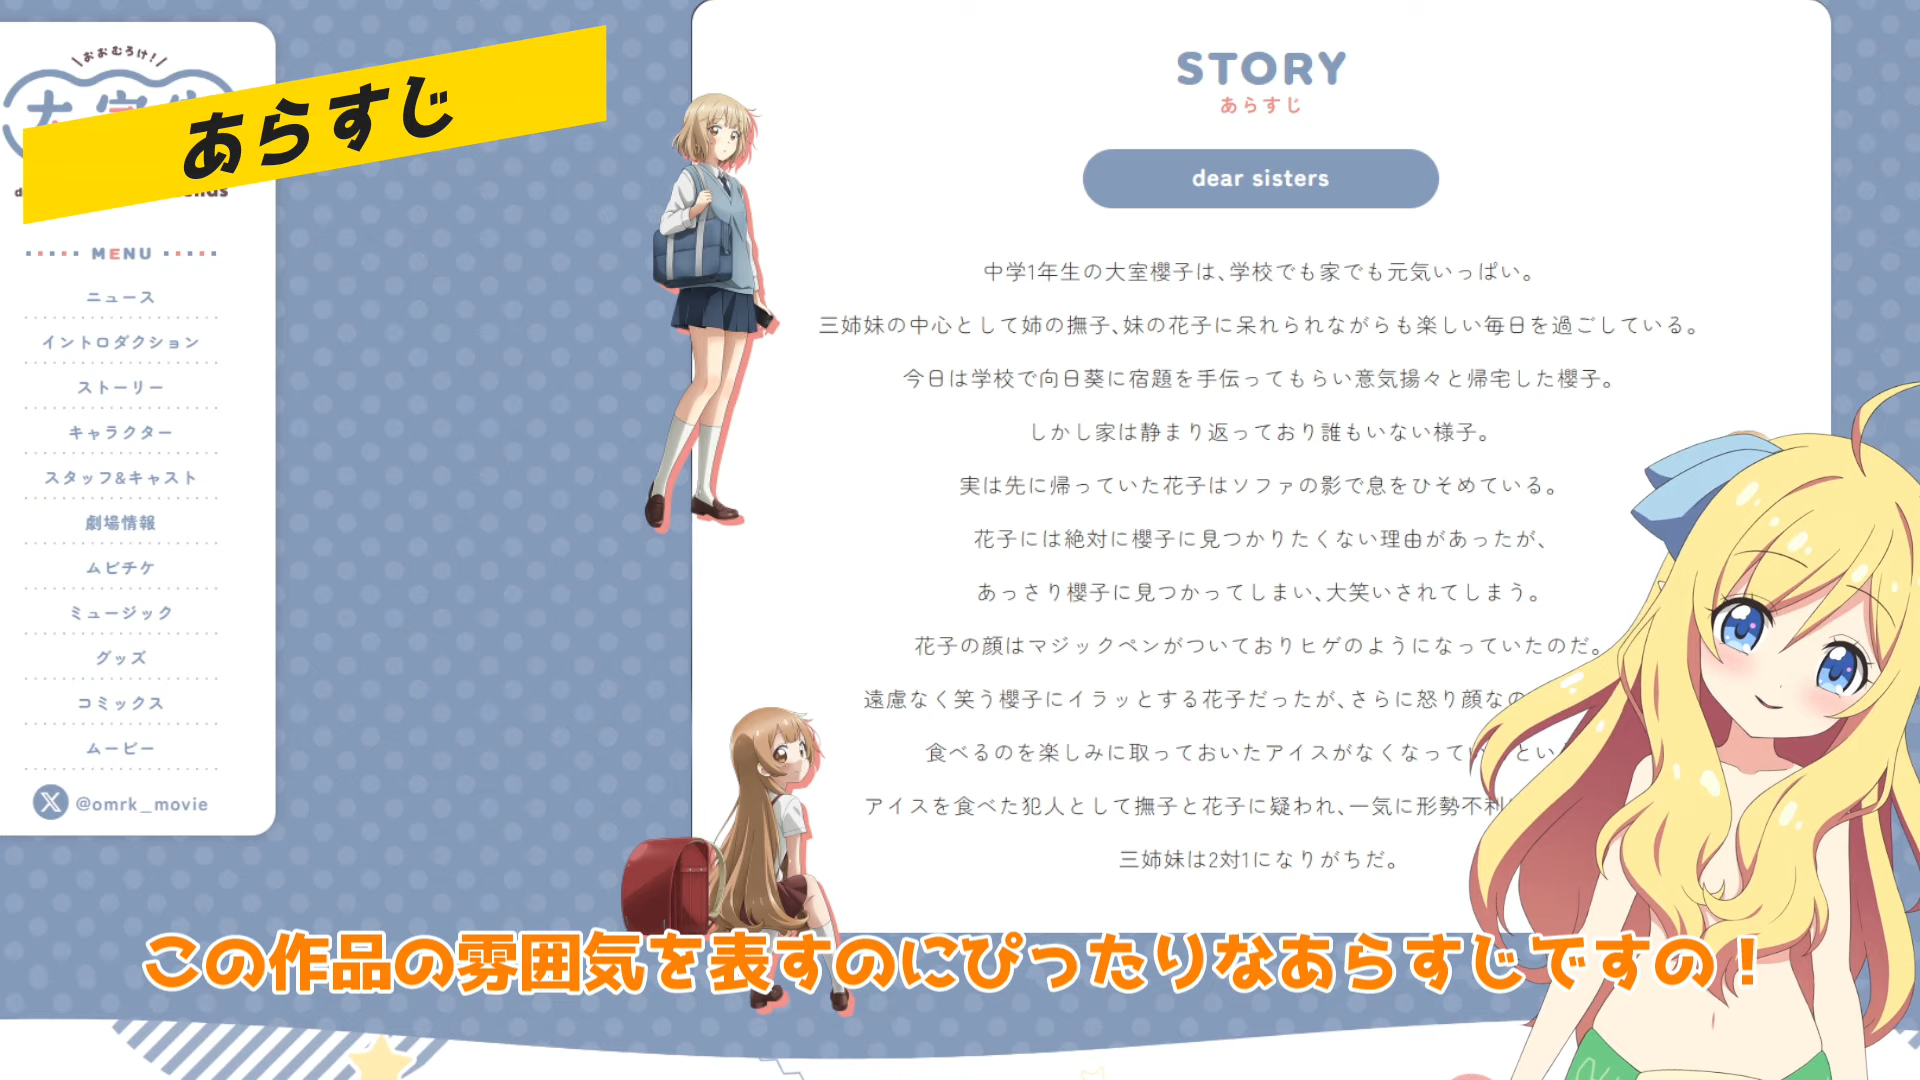 \おおむろけ!/
あらすじ
MENU
ニュース
イントロダクション
ストーリー
キャラクター
スタッフ&キャスト
劇場情報
ムビチケ
ミュージック
グッズ
コミックス
ムービー
@omrk_movie
STORY
あらすじ
dear sisters
中学1年生の大室櫻子は、学校でも家でも元気いっぱい。
三姉妹の中心として姉の撫子、妹の花子に呆れられながらも楽しい毎日を過ごしている。
今日は学校で向日葵に宿題を手伝ってもらい意気揚々と帰宅した櫻子。
しかし家は静まり返っており誰もいない様子。
実は先に帰っていた花子はソファの影で息をひそめている。
花子には絶対に櫻子に見つかりたくない理由があったが、
あっさり櫻子に見つかってしまい、大笑いされてしまう。
花子の顔はマジックペンがついておりヒゲのようになっていたのだ。
遠慮なく笑う櫻子にイラッとする花子だったが、さらに怒り顔なの
食べるのを楽しみに取っておいたアイスがなくなって とい
アイスを食べた犯人として撫子と花子に疑われ、一気に形勢不利
三姉妹は2対1になりがちだ。
この作品の雰囲気を表すのにぴったりなあらすじですの!